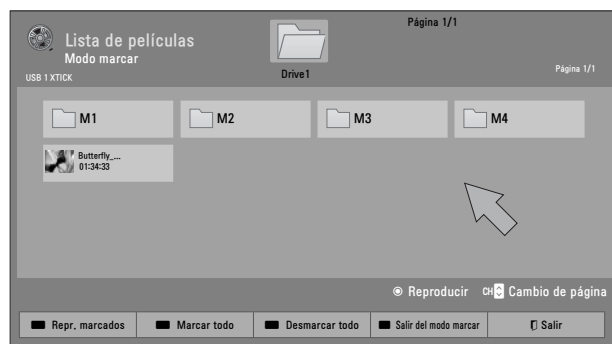 Lista de películas
Modo marcar
USB 1 XTICK
Drive1
Página 1/1
Página 1/1
M1
M2
M3
M4
Butterfly_...
01:34:33
Reproducir
CH Cambio de página
Repr. marcados
Marcar todo
Desmarcar todo
Salir del modo marcar
Salir